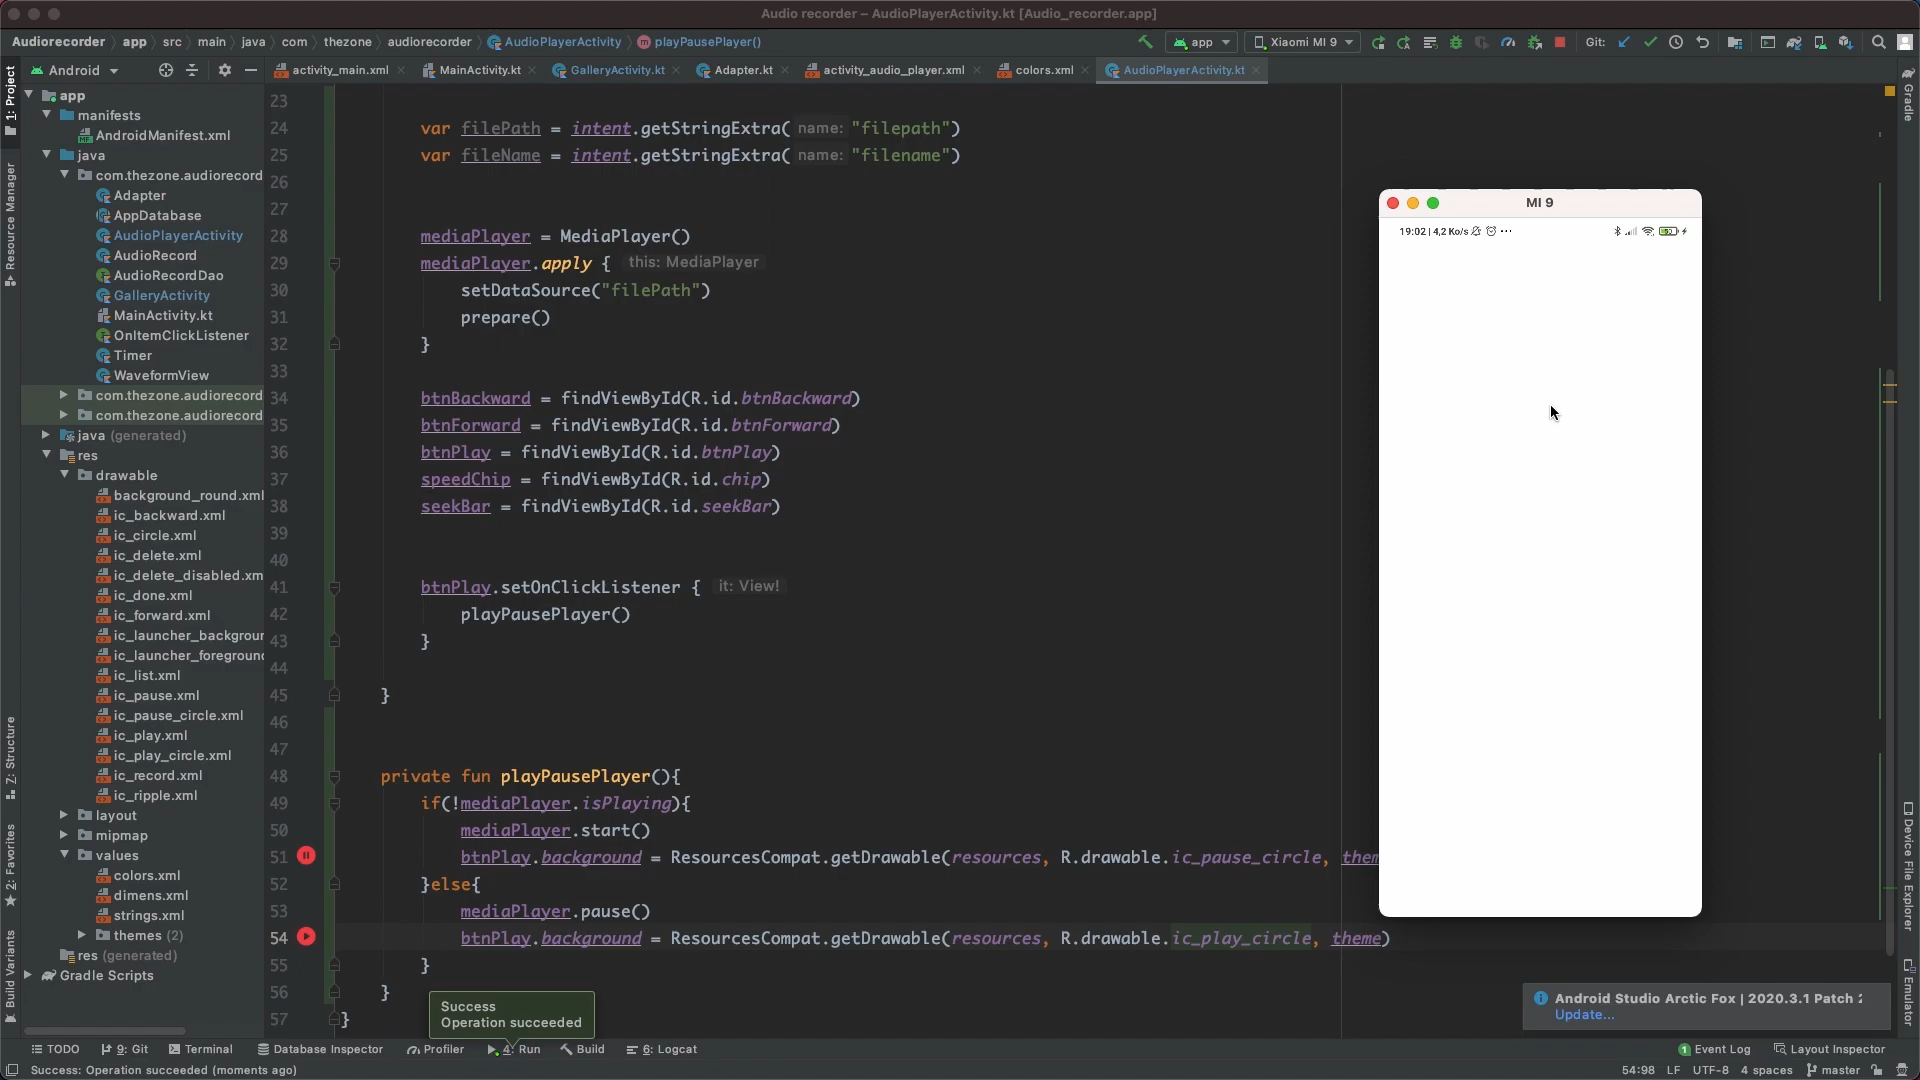 Audio recorder – AudioPlayerActivity.kt [Audio_recorder.app]
Audiorecorder app src main java com thezone audiorecorder AudioPlayerActivity playPausePlayer()
app Xiaomi MI 9 Git:
Android
activity_main.xml MainActivity.kt GalleryActivity.kt Adapter.kt activity_audio_player.xml colors.xml AudioPlayerActivity.kt
1: Project
Resource Manager
Z: Structure
2: Favorites
Build Variants
app
manifests
AndroidManifest.xml
java
com.thezone.audiorecord
Adapter
AppDatabase
AudioPlayerActivity
AudioRecord
AudioRecordDao
GalleryActivity
MainActivity.kt
OnItemClickListener
Timer
WaveformView
com.thezone.audiorecord
com.thezone.audiorecord
java (generated)
res
drawable
background_round.xml
ic_backward.xml
ic_circle.xml
ic_delete.xml
ic_delete_disabled.xm
ic_done.xml
ic_forward.xml
ic_launcher_backgroun
ic_launcher_foreground
ic_list.xml
ic_pause.xml
ic_pause_circle.xml
ic_play.xml
ic_play_circle.xml
ic_record.xml
ic_ripple.xml
layout
mipmap
values
colors.xml
dimens.xml
strings.xml
themes (2)
res (generated)
Gradle Scripts
23
24 var filePath = intent.getStringExtra( name: "filepath")
25 var fileName = intent.getStringExtra( name: "filename")
26
27
28 mediaPlayer = MediaPlayer()
29 mediaPlayer.apply { this: MediaPlayer
30 setDataSource("filePath")
31 prepare()
32 }
33
34 btnBackward = findViewById(R.id.btnBackward)
35 btnForward = findViewById(R.id.btnForward)
36 btnPlay = findViewById(R.id.btnPlay)
37 speedChip = findViewById(R.id.chip)
38 seekBar = findViewById(R.id.seekBar)
39
40
41 btnPlay.setOnClickListener { it: View!
42 playPausePlayer()
43 }
44
45 }
46
47
48 private fun playPausePlayer(){
49 if(!mediaPlayer.isPlaying){
50 mediaPlayer.start()
51 btnPlay.background = ResourcesCompat.getDrawable(resources, R.drawable.ic_pause_circle, them
52 }else{
53 mediaPlayer.pause()
54 btnPlay.background = ResourcesCompat.getDrawable(resources, R.drawable.ic_play_circle, theme)
55 }
56 }
57 }
MI 9
19:02 | 4,2 Ko/s
Success
Operation succeeded
Android Studio Arctic Fox | 2020.3.1 Patch 2
Update...
Gradle
Device File Explorer
Emulator
TODO 9: Git Terminal Database Inspector Profiler 4: Run Build 6: Logcat 1 Event Log Layout Inspector
Success: Operation succeeded (moments ago) 54:98 LF UTF-8 4 spaces master